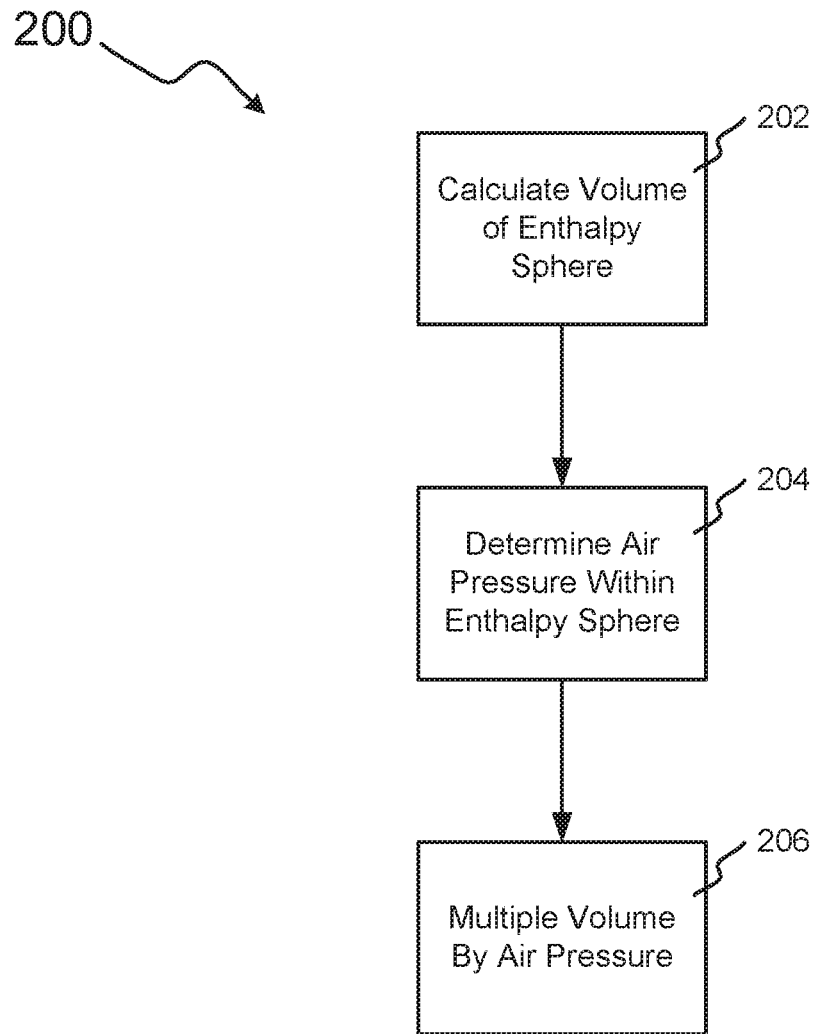 200
202
Calculate Volume
of Enthalpy
Sphere
204
Determine Air
Pressure Within
Enthalpy Sphere
206
Multiple Volume
By Air Pressure